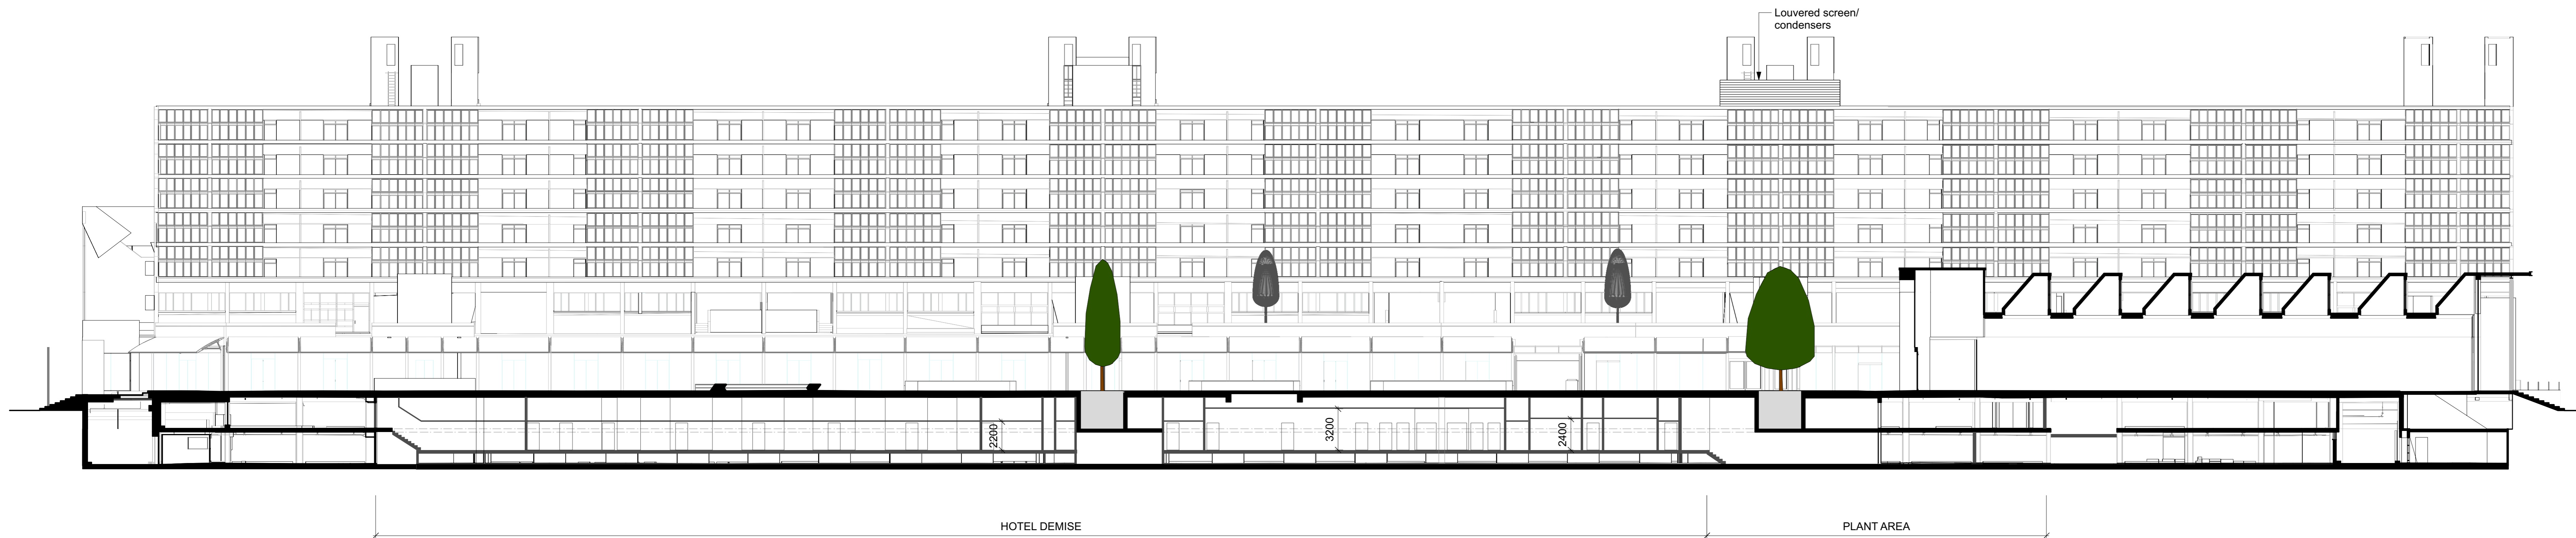 Louvered screen/
condensers
2200
3200
2400
HOTEL DEMISE
PLANT AREA